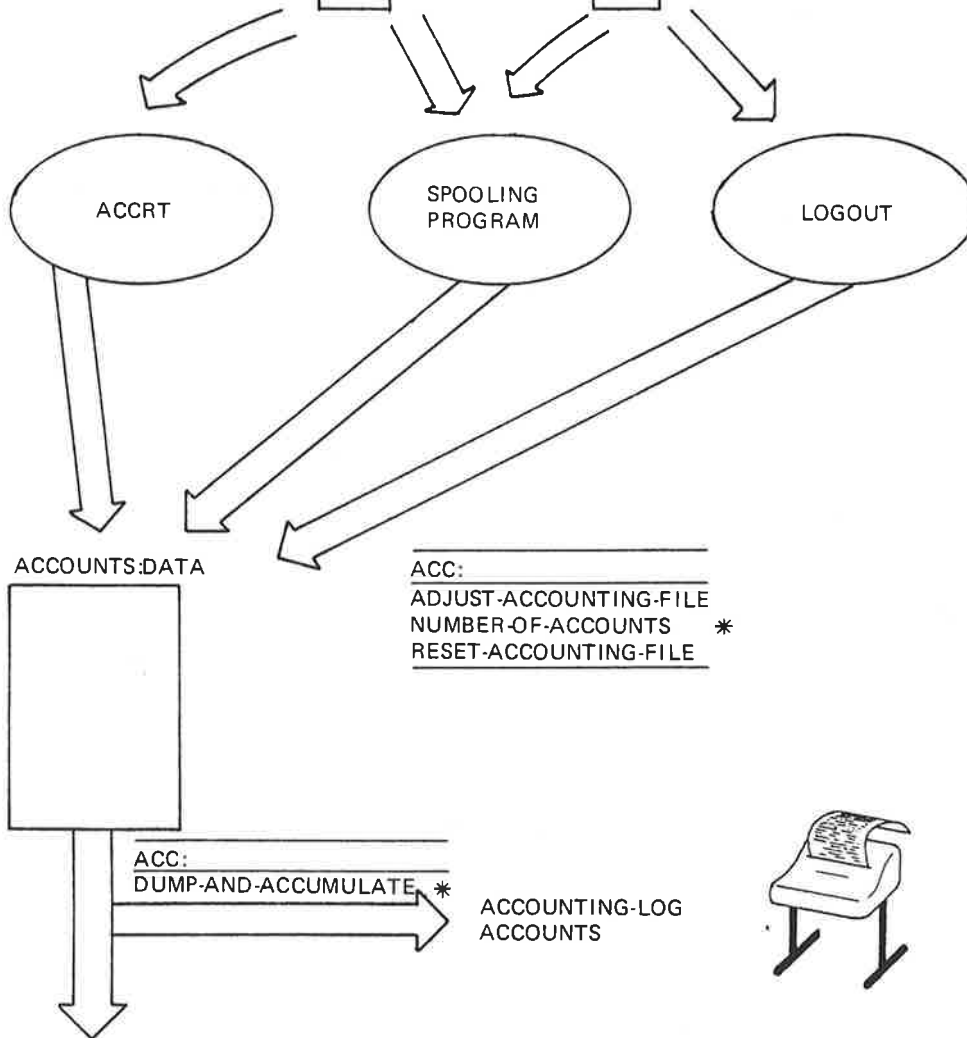 ACCRT
SPOOLING
PROGRAM
LOGOUT
ACCOUNTS:DATA
ACC:
ADJUST-ACCOUNTING-FILE
NUMBER-OF-ACCOUNTS *
RESET-ACCOUNTING-FILE
ACC:
DUMP-AND-ACCUMULATE *
ACCOUNTING-LOG
ACCOUNTS